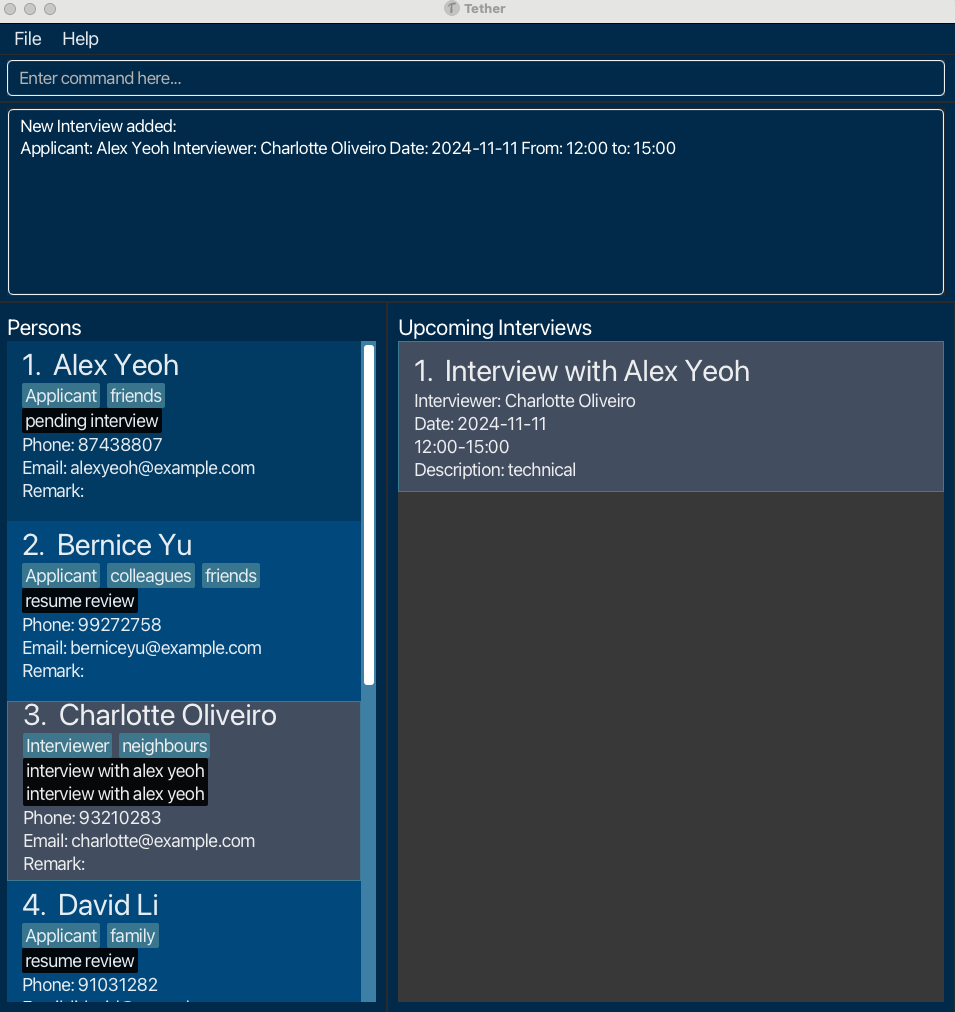 Tether
File Help
Enter command here...
New Interview added:
Applicant: Alex Yeoh Interviewer: Charlotte Oliveiro Date: 2024-11-11 From: 12:00 to: 15:00
Persons
1. Alex Yeoh
Applicant friends
pending interview
Phone: 87438807
Email: alexyeoh@example.com
Remark:
2. Bernice Yu
Applicant colleagues friends
resume review
Phone: 99272758
Email: berniceyu@example.com
Remark:
3. Charlotte Oliveiro
Interviewer neighbours
interview with alex yeoh
interview with alex yeoh
Phone: 93210283
Email: charlotte@example.com
Remark:
4. David Li
Applicant family
resume review
Phone: 91031282
Upcoming Interviews
1. Interview with Alex Yeoh
Interviewer: Charlotte Oliveiro
Date: 2024-11-11
12:00-15:00
Description: technical